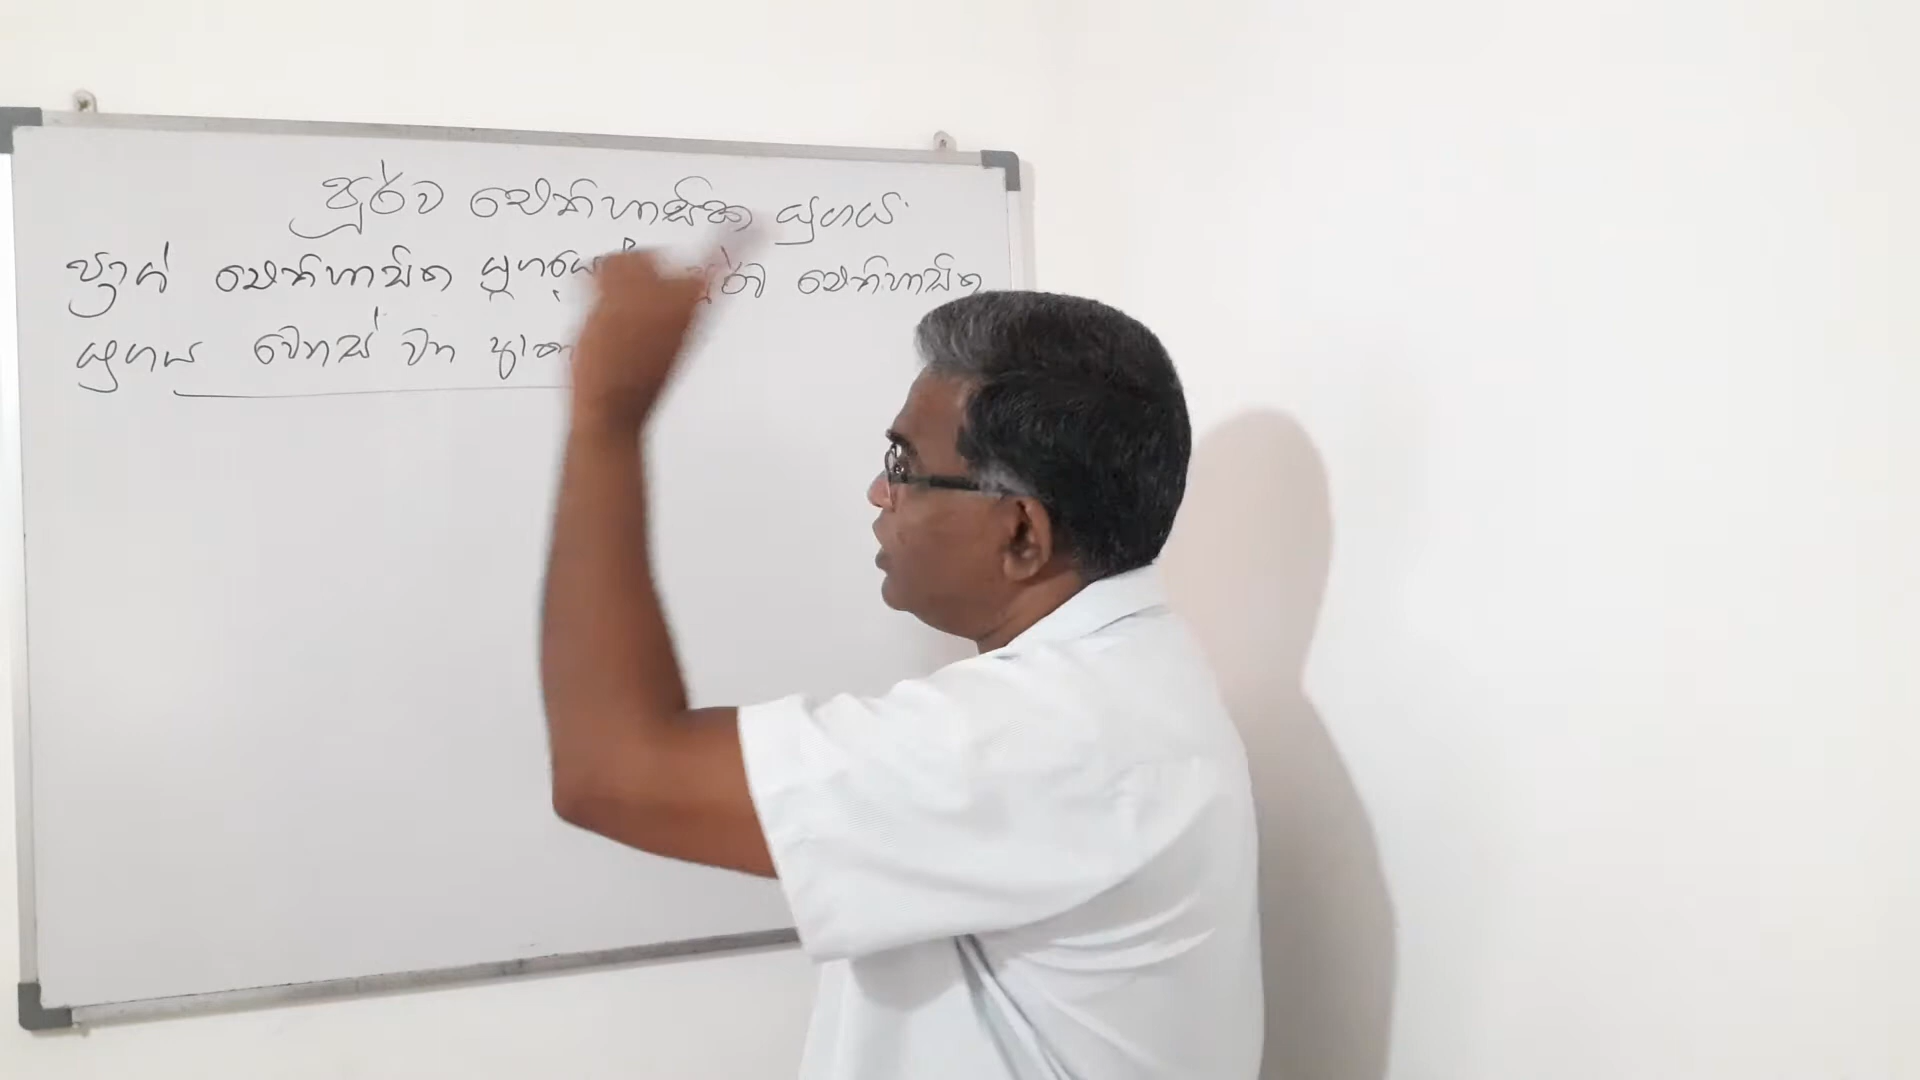 පූර්ව ඓතිහාසික යුගය
ප්‍රාග් ඓතිහාසික පූර්ව ඓතිහාසික
යුගය වෙනස් වන